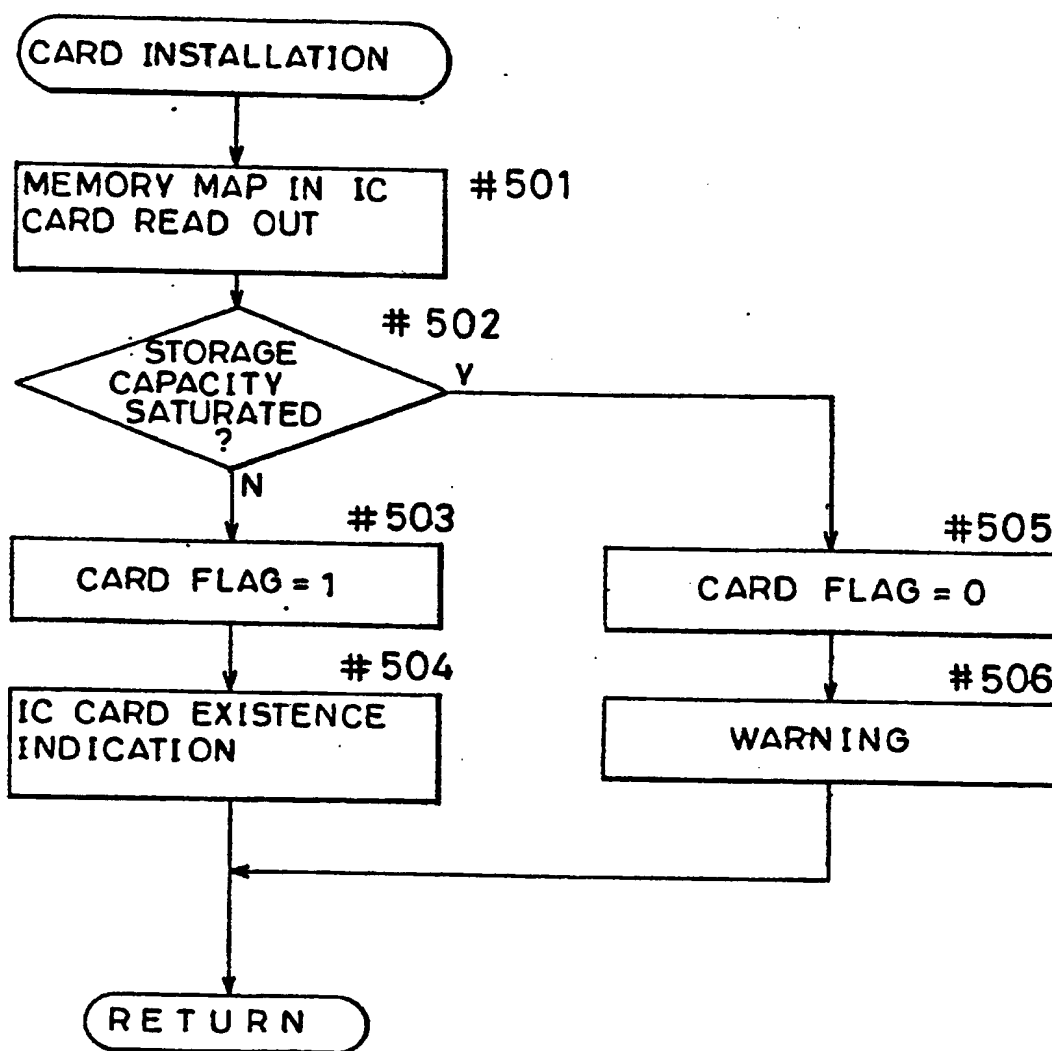 CARD INSTALLATION
MEMORY MAP IN IC
CARD READ OUT
#501
#502
STORAGE
CAPACITY
SATURATED
?
Y
N
#503
CARD FLAG = 1
#504
IC CARD EXISTENCE
INDICATION
#505
CARD FLAG = 0
#506
WARNING
RETURN